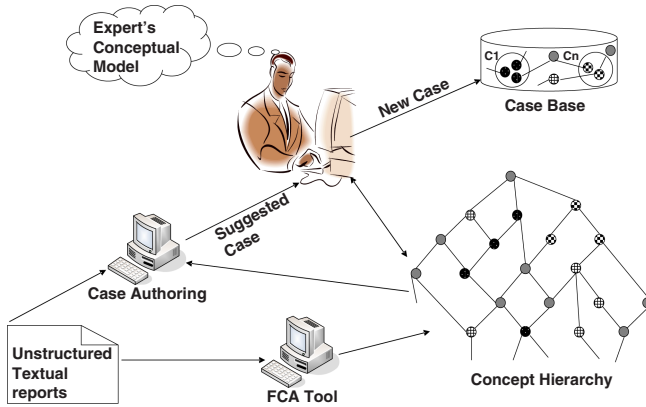 Expert's
Conceptual
Model
C1
Cn
Case Base
New Case
Suggested
Case
Case Authoring
Unstructured
Textual
reports
FCA Tool
Concept Hierarchy